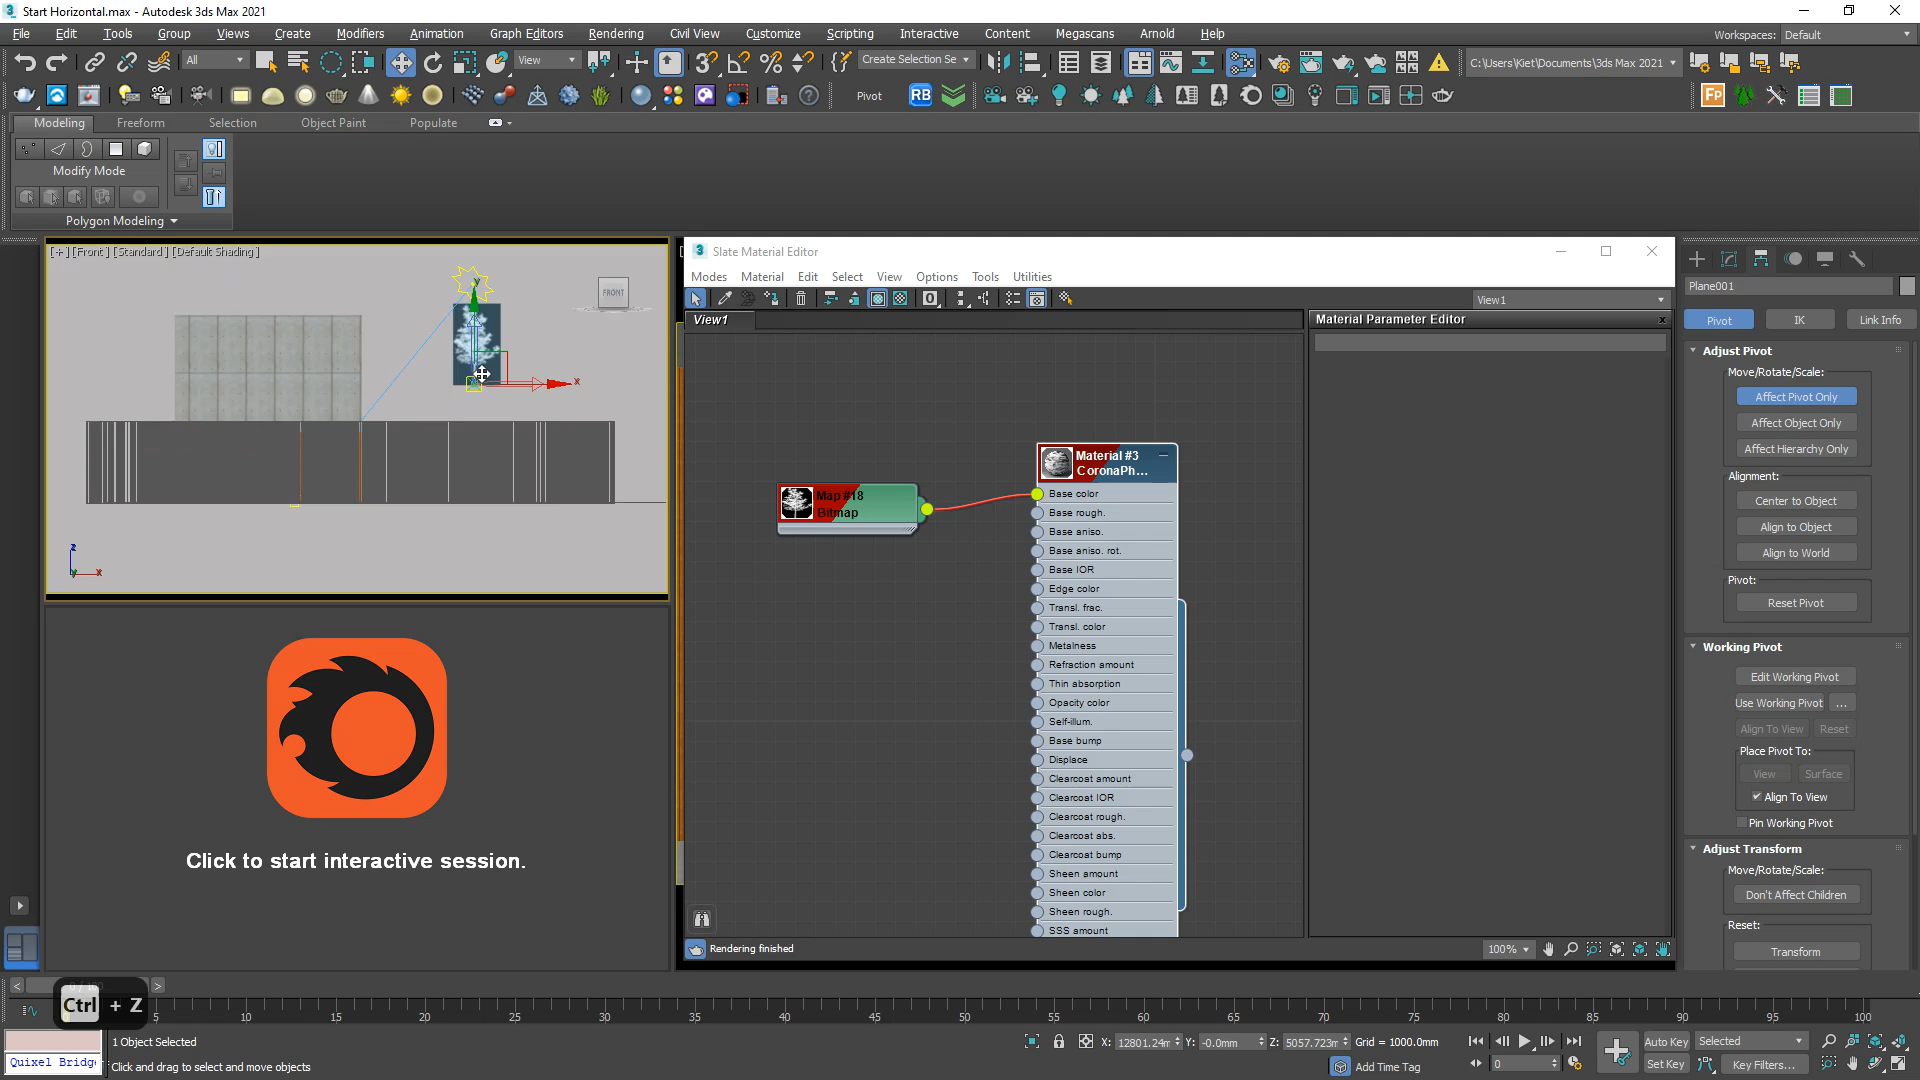 Start Horizontal.max - Autodesk 3ds Max 2021
File Edit Tools Group Views Create Modifiers Animation Graph Editors Rendering Civil View Customize Scripting Interactive Content Megascans Arnold Help
Workspaces: Default
All View Create Selection Se C:\Users\Kiet\Documents\3ds Max 2021
Pivot RB Fp
Modeling Freeform Selection Object Paint Populate
Modify Mode
Polygon Modeling
[+] [Front] [Standard] [Default Shading]
FRONT
x
z
x
Click to start interactive session.
Slate Material Editor
Modes Material Edit Select View Options Tools Utilities
View1
View1
Material Parameter Editor
Map #18
Bitmap
Material #3
CoronaPh...
Base color
Base rough.
Base aniso.
Base aniso. rot.
Base IOR
Edge color
Transl. frac.
Transl. color
Metalness
Refraction amount
Thin absorption
Opacity color
Self-illum.
Base bump
Displace
Clearcoat amount
Clearcoat IOR
Clearcoat rough.
Clearcoat abs.
Clearcoat bump
Sheen amount
Sheen color
Sheen rough.
SSS amount
Rendering finished
100%
Plane001
Pivot IK Link Info
Adjust Pivot
Move/Rotate/Scale:
Affect Pivot Only
Affect Object Only
Affect Hierarchy Only
Alignment:
Center to Object
Align to Object
Align to World
Pivot:
Reset Pivot
Working Pivot
Edit Working Pivot
Use Working Pivot ...
Align To View Reset
Place Pivot To:
View Surface
Align To View
Pin Working Pivot
Adjust Transform
Move/Rotate/Scale:
Don't Affect Children
Reset:
Transform
Ctrl + Z
5 10 15 20 25 30 35 40 45 50 55 60 65 70 75 80 85 90 95 100
1 Object Selected
Quixel Bridge
Click and drag to select and move objects
X: 12801.24m Y: -0.0mm Z: 5057.723m Grid = 1000.0mm
Add Time Tag
0
Auto Key Selected
Set Key Key Filters...